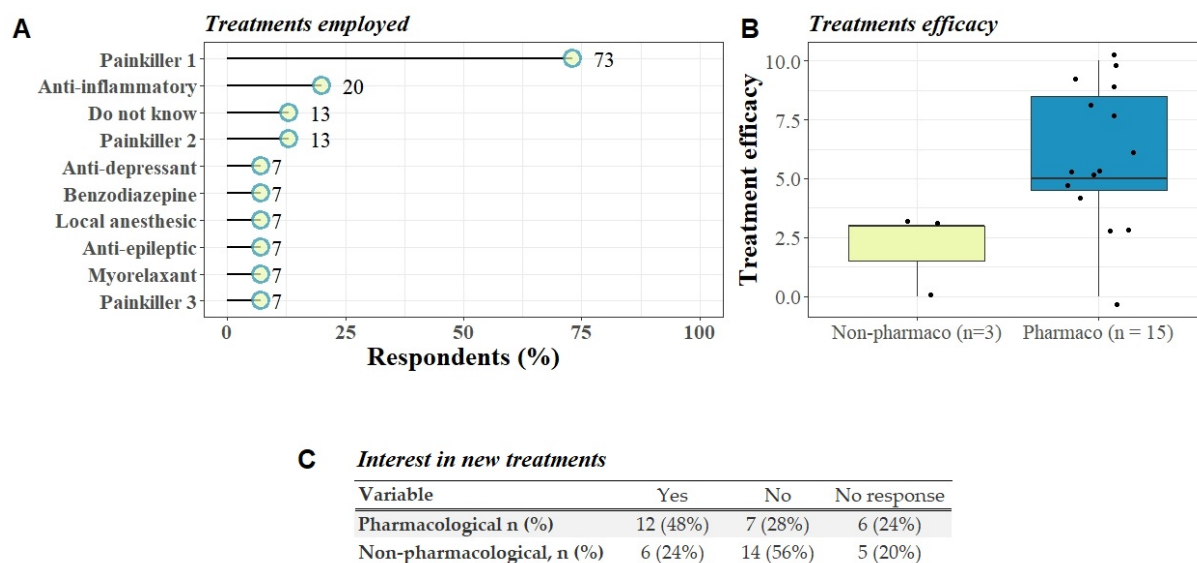 A
Treatments employed
Painkiller 1
73
Anti-inflammatory
20
Do not know
13
Painkiller 2
13
Anti-depressant
7
Benzodiazepine
7
Local anesthesic
7
Anti-epileptic
7
Myorelaxant
7
Painkiller 3
7
0 25 50 75 100
Respondents (%)
B
Treatments efficacy
Treatment efficacy
10.0
7.5
5.0
2.5
0.0
Non-pharmaco (n=3) Pharmaco (n = 15)
C
Interest in new treatments
Variable Yes No No response
Pharmacological n (%) 12 (48%) 7 (28%) 6 (24%)
Non-pharmacological, n (%) 6 (24%) 14 (56%) 5 (20%)